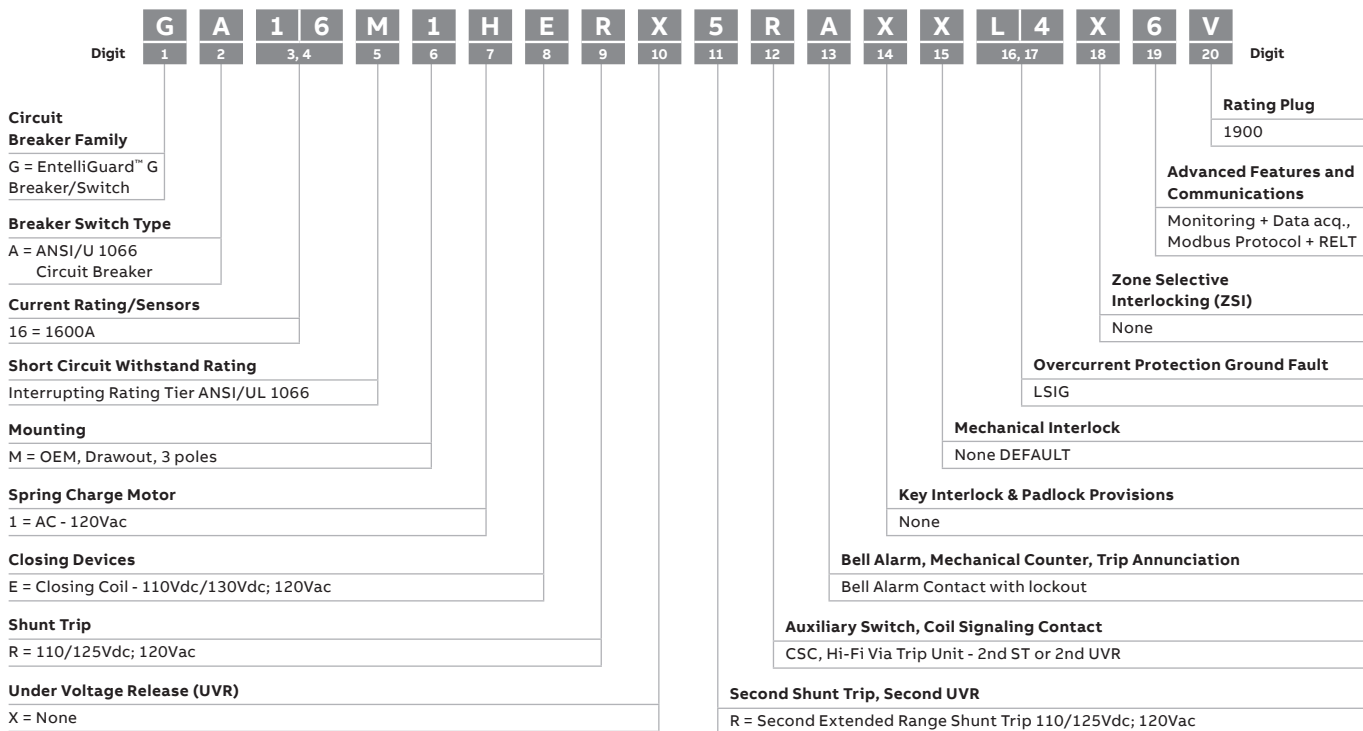 G A 1 6 M 1 H E R X 5 R A X X L 4 X 6 V
Digit 1 2 3, 4 5 6 7 8 9 10 11 12 13 14 15 16, 17 18 19 20 Digit
Circuit
Breaker Family
G = EntelliGuard™ G
Breaker/Switch
Breaker Switch Type
A = ANSI/U 1066
Circuit Breaker
Current Rating/Sensors
16 = 1600A
Short Circuit Withstand Rating
Interrupting Rating Tier ANSI/UL 1066
Mounting
M = OEM, Drawout, 3 poles
Spring Charge Motor
1 = AC - 120Vac
Closing Devices
E = Closing Coil - 110Vdc/130Vdc; 120Vac
Shunt Trip
R = 110/125Vdc; 120Vac
Under Voltage Release (UVR)
X = None
Rating Plug
1900
Advanced Features and
Communications
Monitoring + Data acq.,
Modbus Protocol + RELT
Zone Selective
Interlocking (ZSI)
None
Overcurrent Protection Ground Fault
LSIG
Mechanical Interlock
None DEFAULT
Key Interlock & Padlock Provisions
None
Bell Alarm, Mechanical Counter, Trip Annunciation
Bell Alarm Contact with lockout
Auxiliary Switch, Coil Signaling Contact
CSC, Hi-Fi Via Trip Unit - 2nd ST or 2nd UVR
Second Shunt Trip, Second UVR
R = Second Extended Range Shunt Trip 110/125Vdc; 120Vac